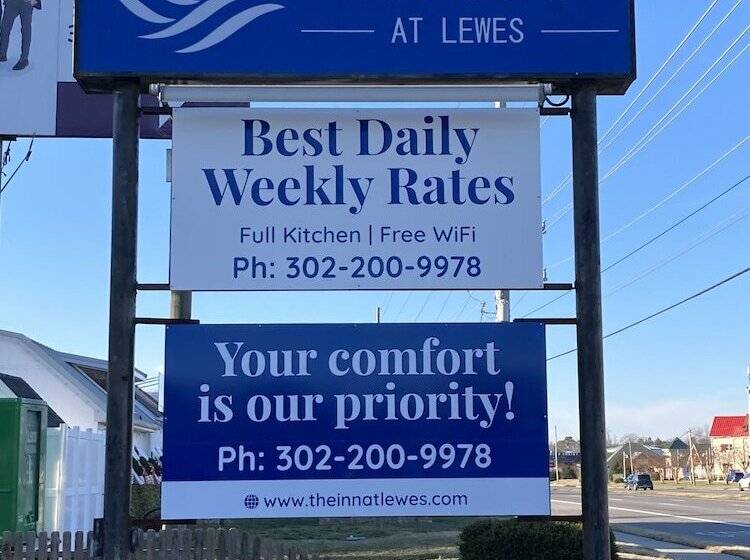 AT LEWES
Best Daily
Weekly Rates
Full Kitchen | Free WiFi
Ph: 302-200-9978
Your comfort
is our priority!
Ph: 302-200-9978
www.theinnatlewes.com